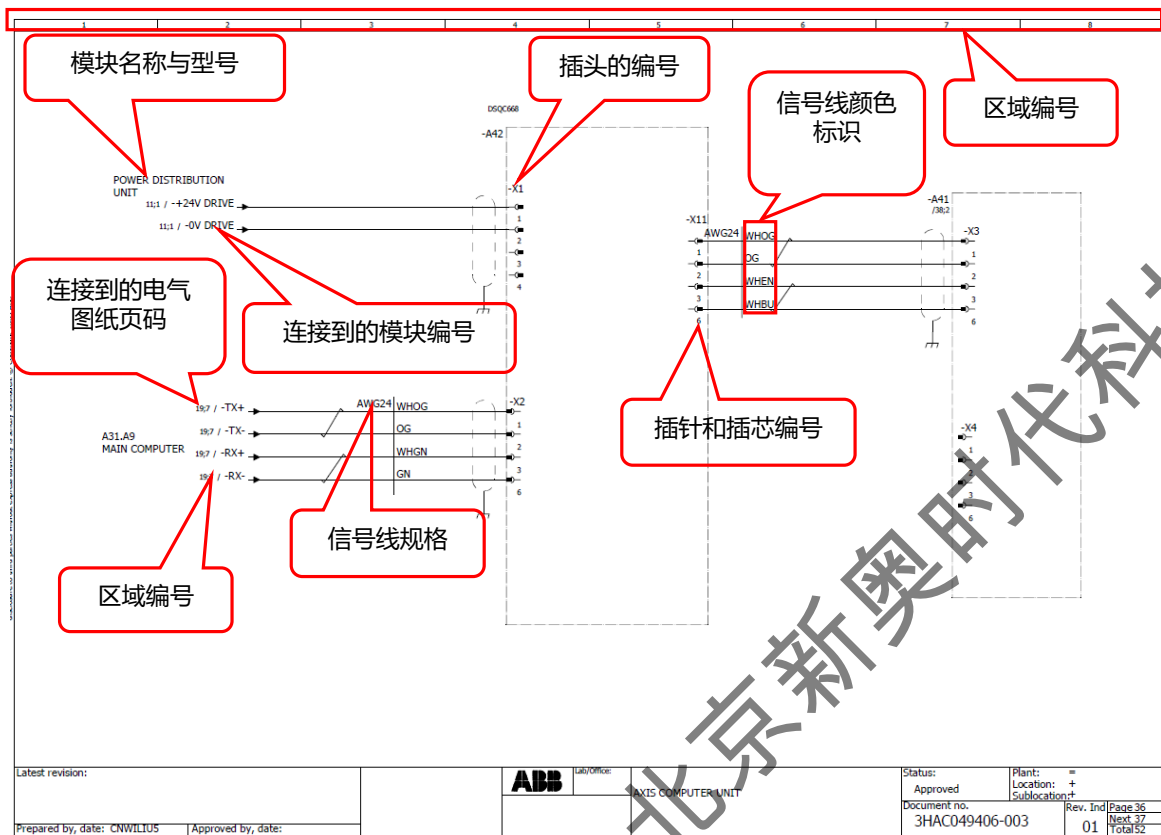 1 2 3 4 5 6 7 8
模块名称与型号
插头的编号
信号线颜色
标识
区域编号
DSQC668
-A42
POWER DISTRIBUTION
UNIT
11;1 / -+24V DRIVE
11;1 / -0V DRIVE
-X1
1
2
3
4
-X11
AWG24
WHOG
1
OG
2
WHEN
3
WHBU
6
-A41
/38;2
-X3
1
2
3
6
连接到的电气
图纸页码
连接到的模块编号
插针和插芯编号
19;7 / -TX+
19;7 / -TX-
19;7 / -RX+
19;7 / -RX-
A31.A9
MAIN COMPUTER
AWG24
WHOG
OG
WHGN
GN
-X2
1
2
3
6
-X4
1
2
3
6
信号线规格
区域编号
北京新奥时代科技
Latest revision:
Prepared by, date: CNWILIU5
Approved by, date:
ABB
Lab/Office:
AXIS COMPUTER UNIT
Status:
Approved
Plant: =
Location: +
Sublocation:+
Document no.
3HAC049406-003
Rev. Ind
01
Page 36
Next 37
Total 52